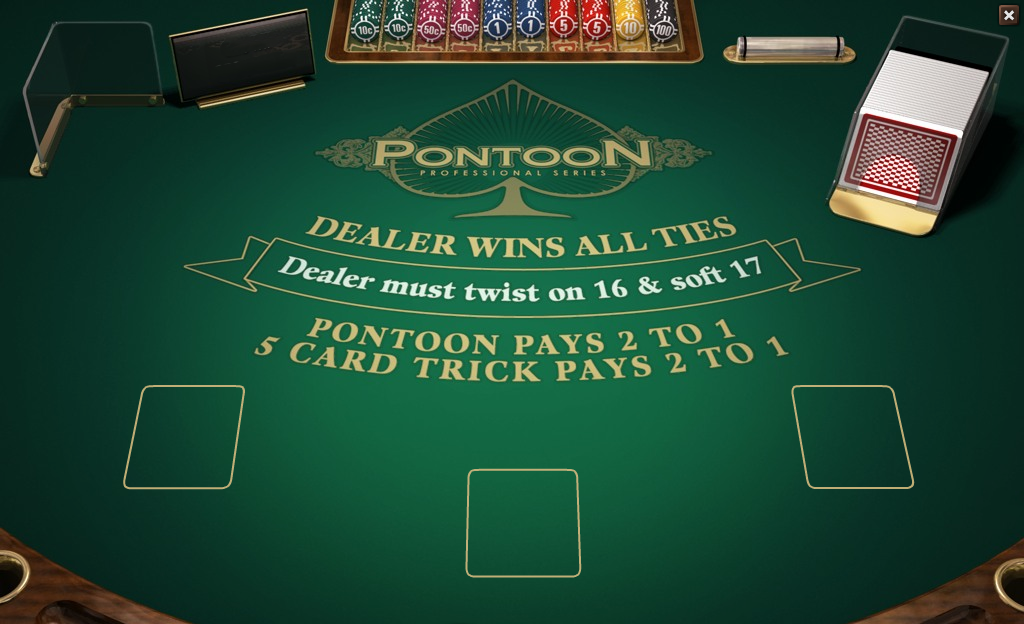 10c 10c 50c 50c 1 1 5 5 10 100
PONTOON
PROFESSIONAL SERIES
DEALER WINS ALL TIES
Dealer must twist on 16 & soft 17
PONTOON PAYS 2 TO 1
5 CARD TRICK PAYS 2 TO 1